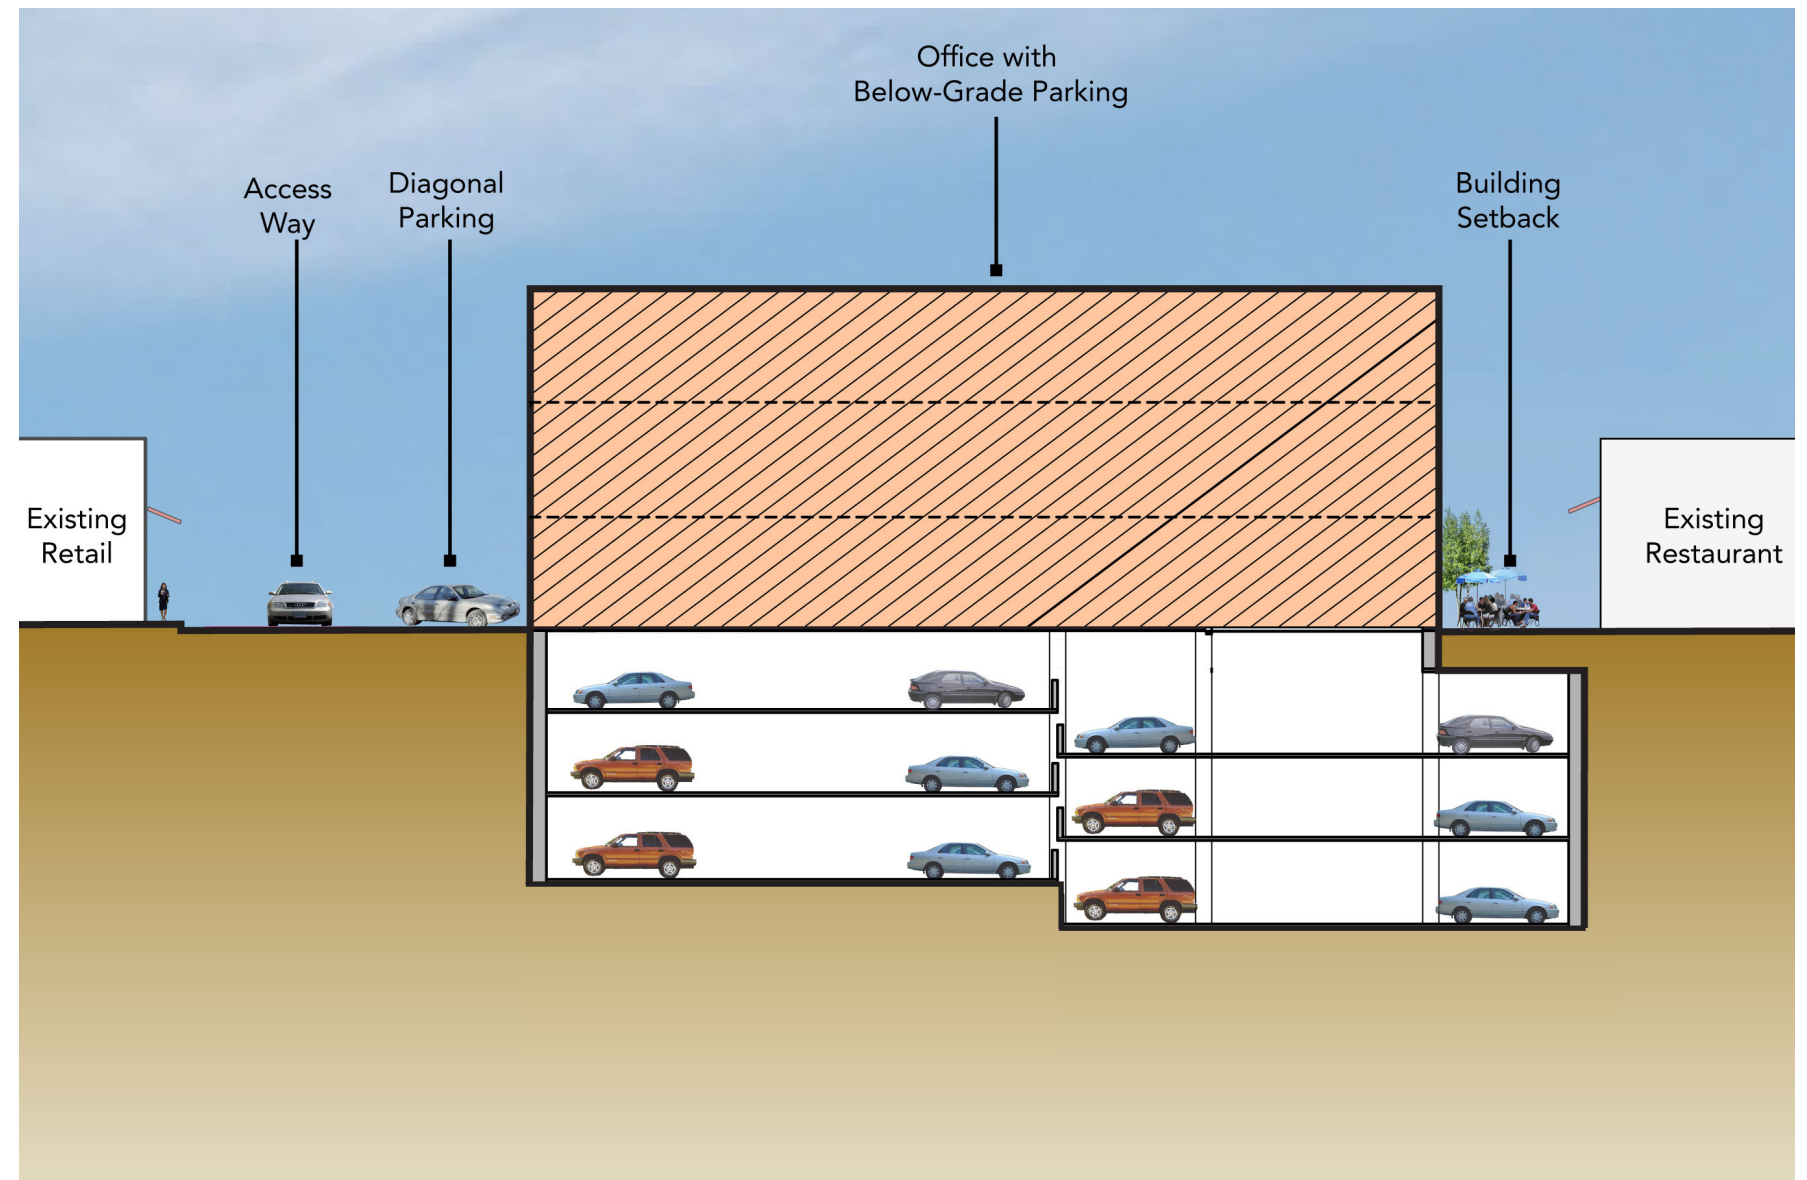 Office with
Below-Grade Parking
Access
Way
Diagonal
Parking
Building
Setback
Existing
Retail
Existing
Restaurant